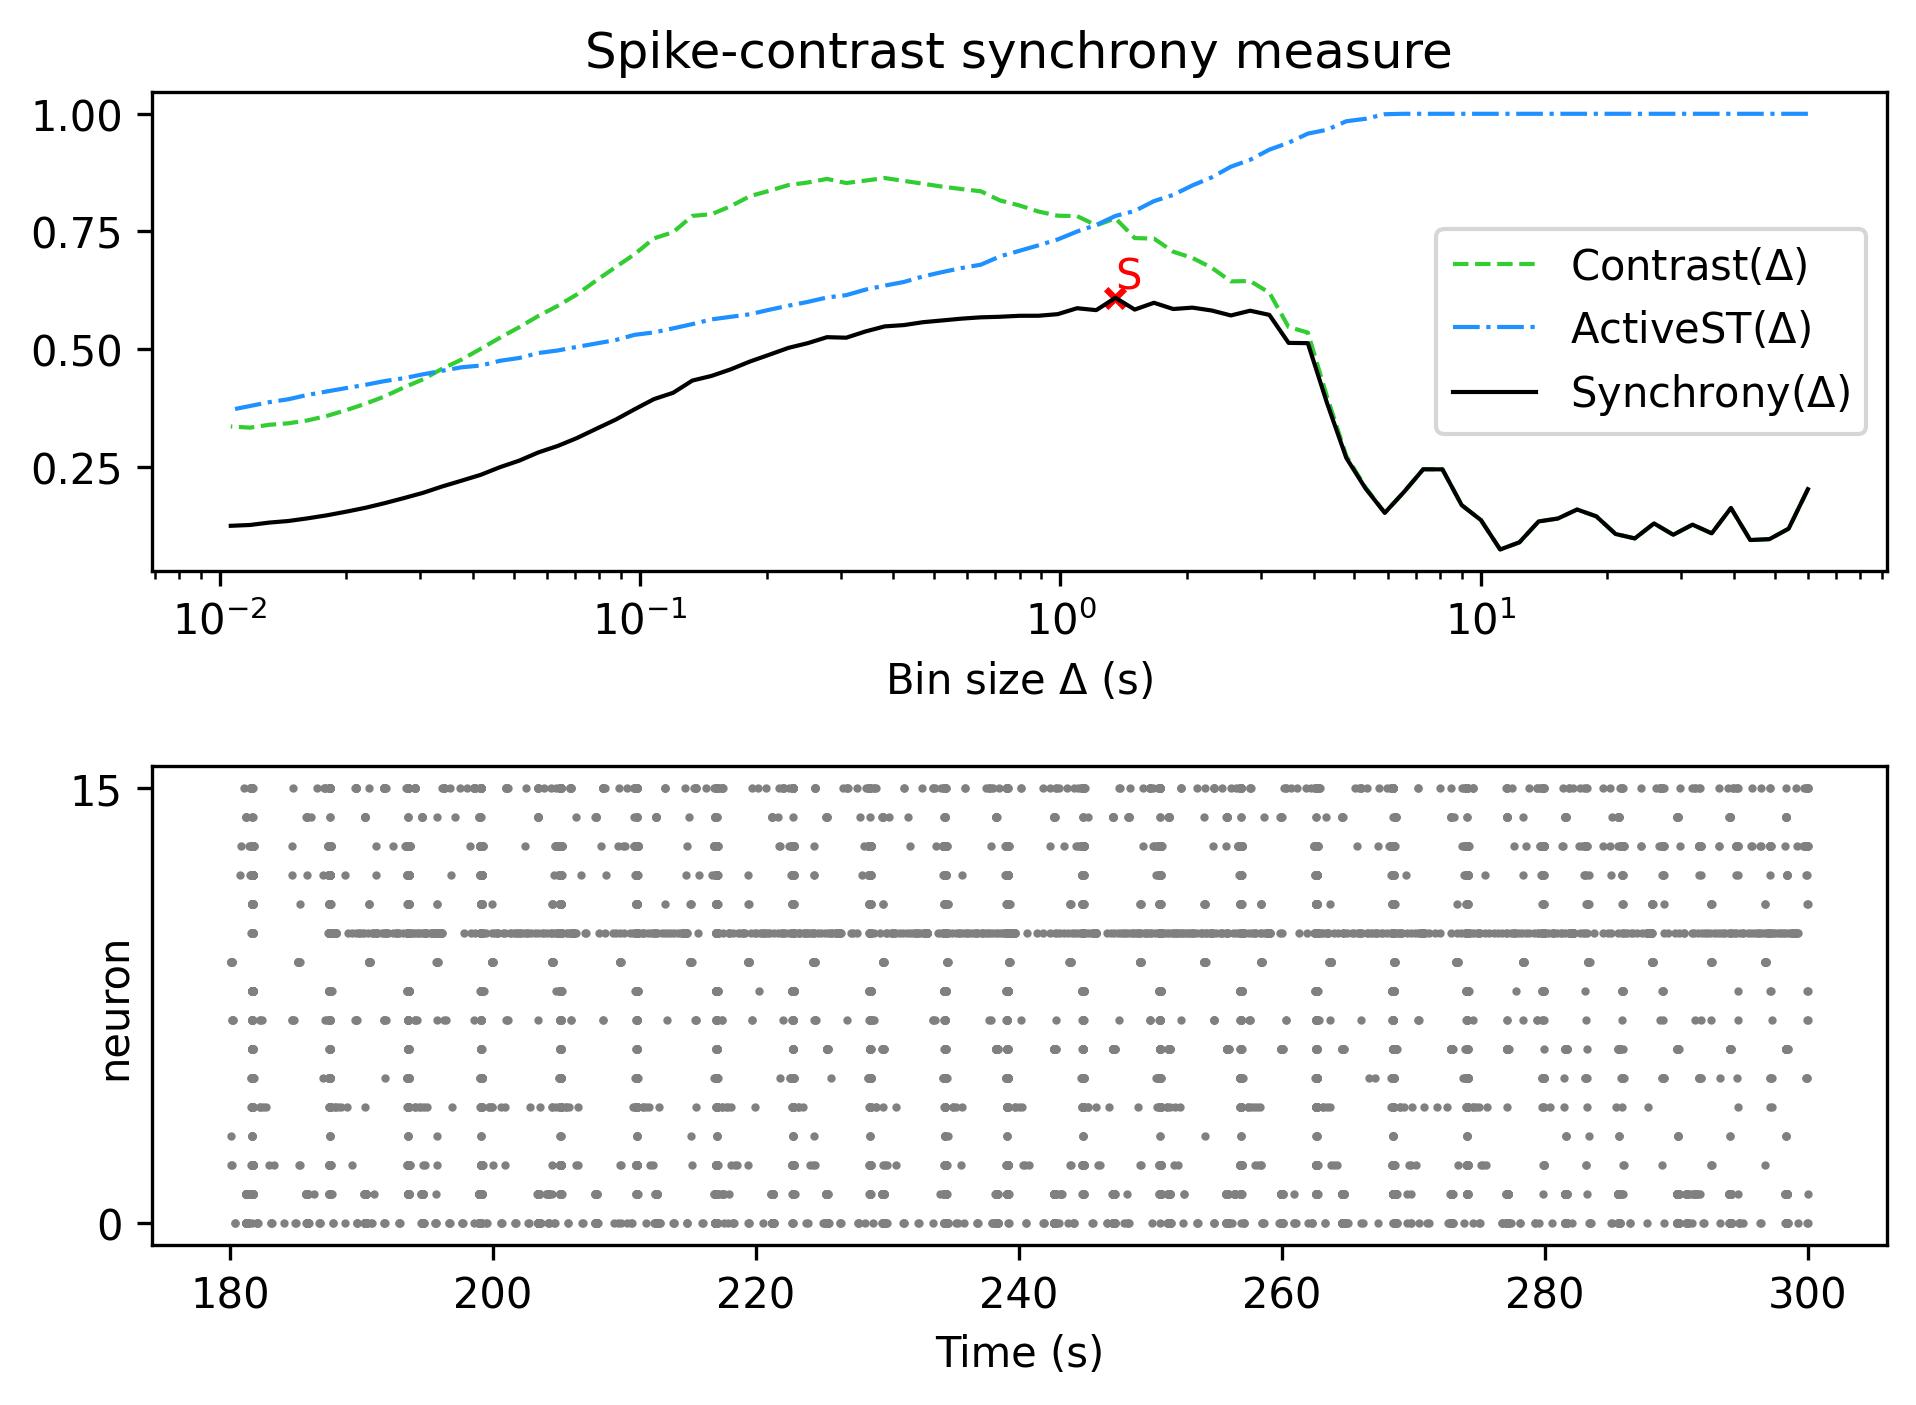 Spike-contrast synchrony measure
1.00
0.75
0.50
0.25
S
Contrast(Δ)
ActiveST(Δ)
Synchrony(Δ)
10⁻² 10⁻¹ 10⁰ 10¹
Bin size Δ (s)
15
neuron
0
180 200 220 240 260 280 300
Time (s)